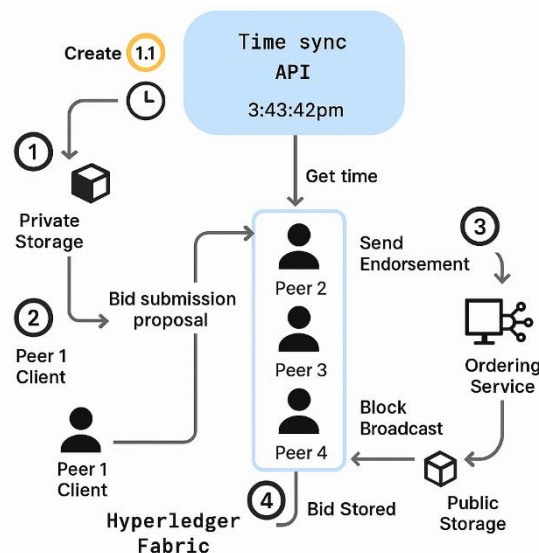 Time sync
API
3:43:42pm
Create 1.1
1
Private
Storage
Get time
2
Peer 1
Client
Bid submission
proposal
Peer 1
Client
Peer 2
Peer 3
Peer 4
Send
Endorsement
3
Ordering
Service
Block
Broadcast
Public
Storage
4
Bid Stored
Hyperledger
Fabric